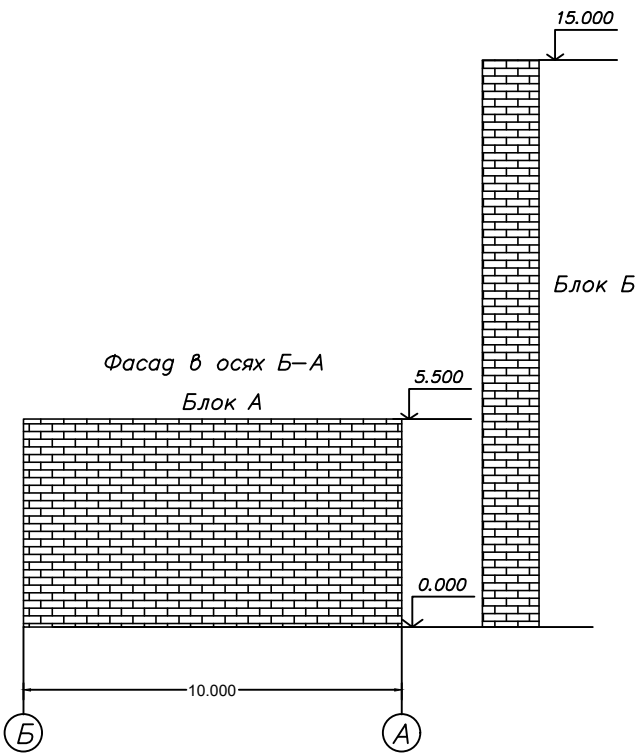 15.000
Блок Б
Фасад в осях Б-А
Блок А
5.500
0.000
10.000
Б
А